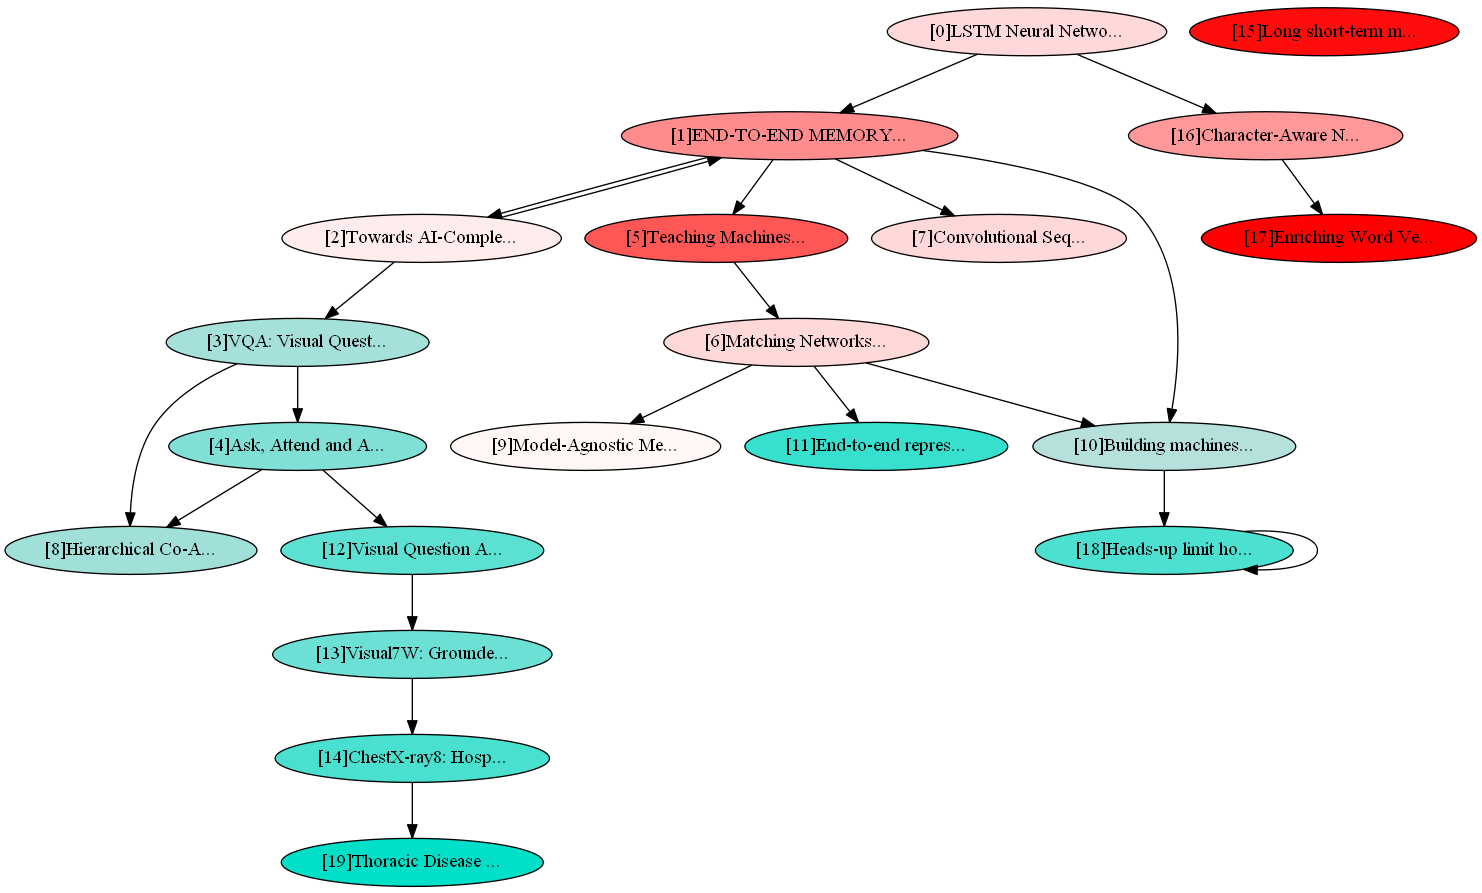 [0]LSTM Neural Netwo...
[15]Long short-term m...
[1]END-TO-END MEMORY...
[16]Character-Aware N...
[2]Towards AI-Comple...
[5]Teaching Machines...
[7]Convolutional Seq...
[17]Enriching Word Ve...
[3]VQA: Visual Quest...
[6]Matching Networks...
[4]Ask, Attend and A...
[9]Model-Agnostic Me...
[11]End-to-end repres...
[10]Building machines...
[8]Hierarchical Co-A...
[12]Visual Question A...
[18]Heads-up limit ho...
[13]Visual7W: Grounde...
[14]ChestX-ray8: Hosp...
[19]Thoracic Disease ...